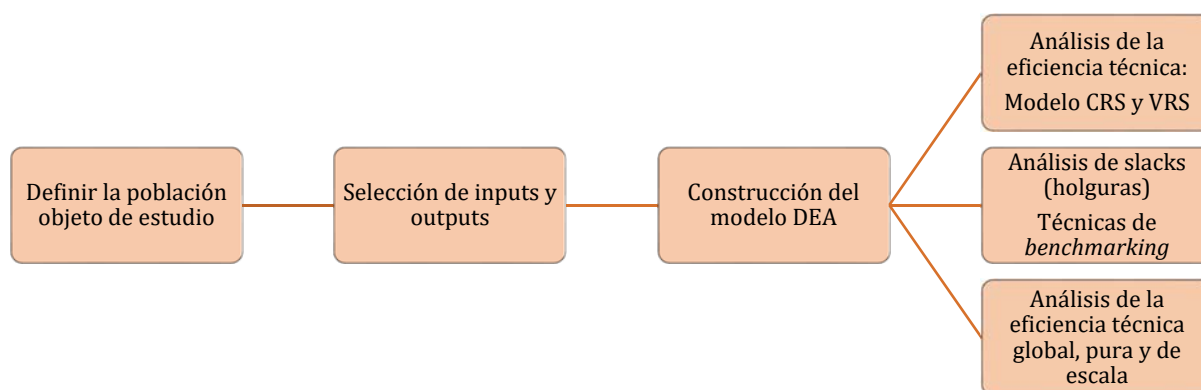 Definir la población
objeto de estudio
Selección de inputs y
outputs
Construcción del
modelo DEA
Análisis de la
eficiencia técnica:
Modelo CRS y VRS
Análisis de slacks
(holguras)
Técnicas de
benchmarking
Análisis de la
eficiencia técnica
global, pura y de
escala